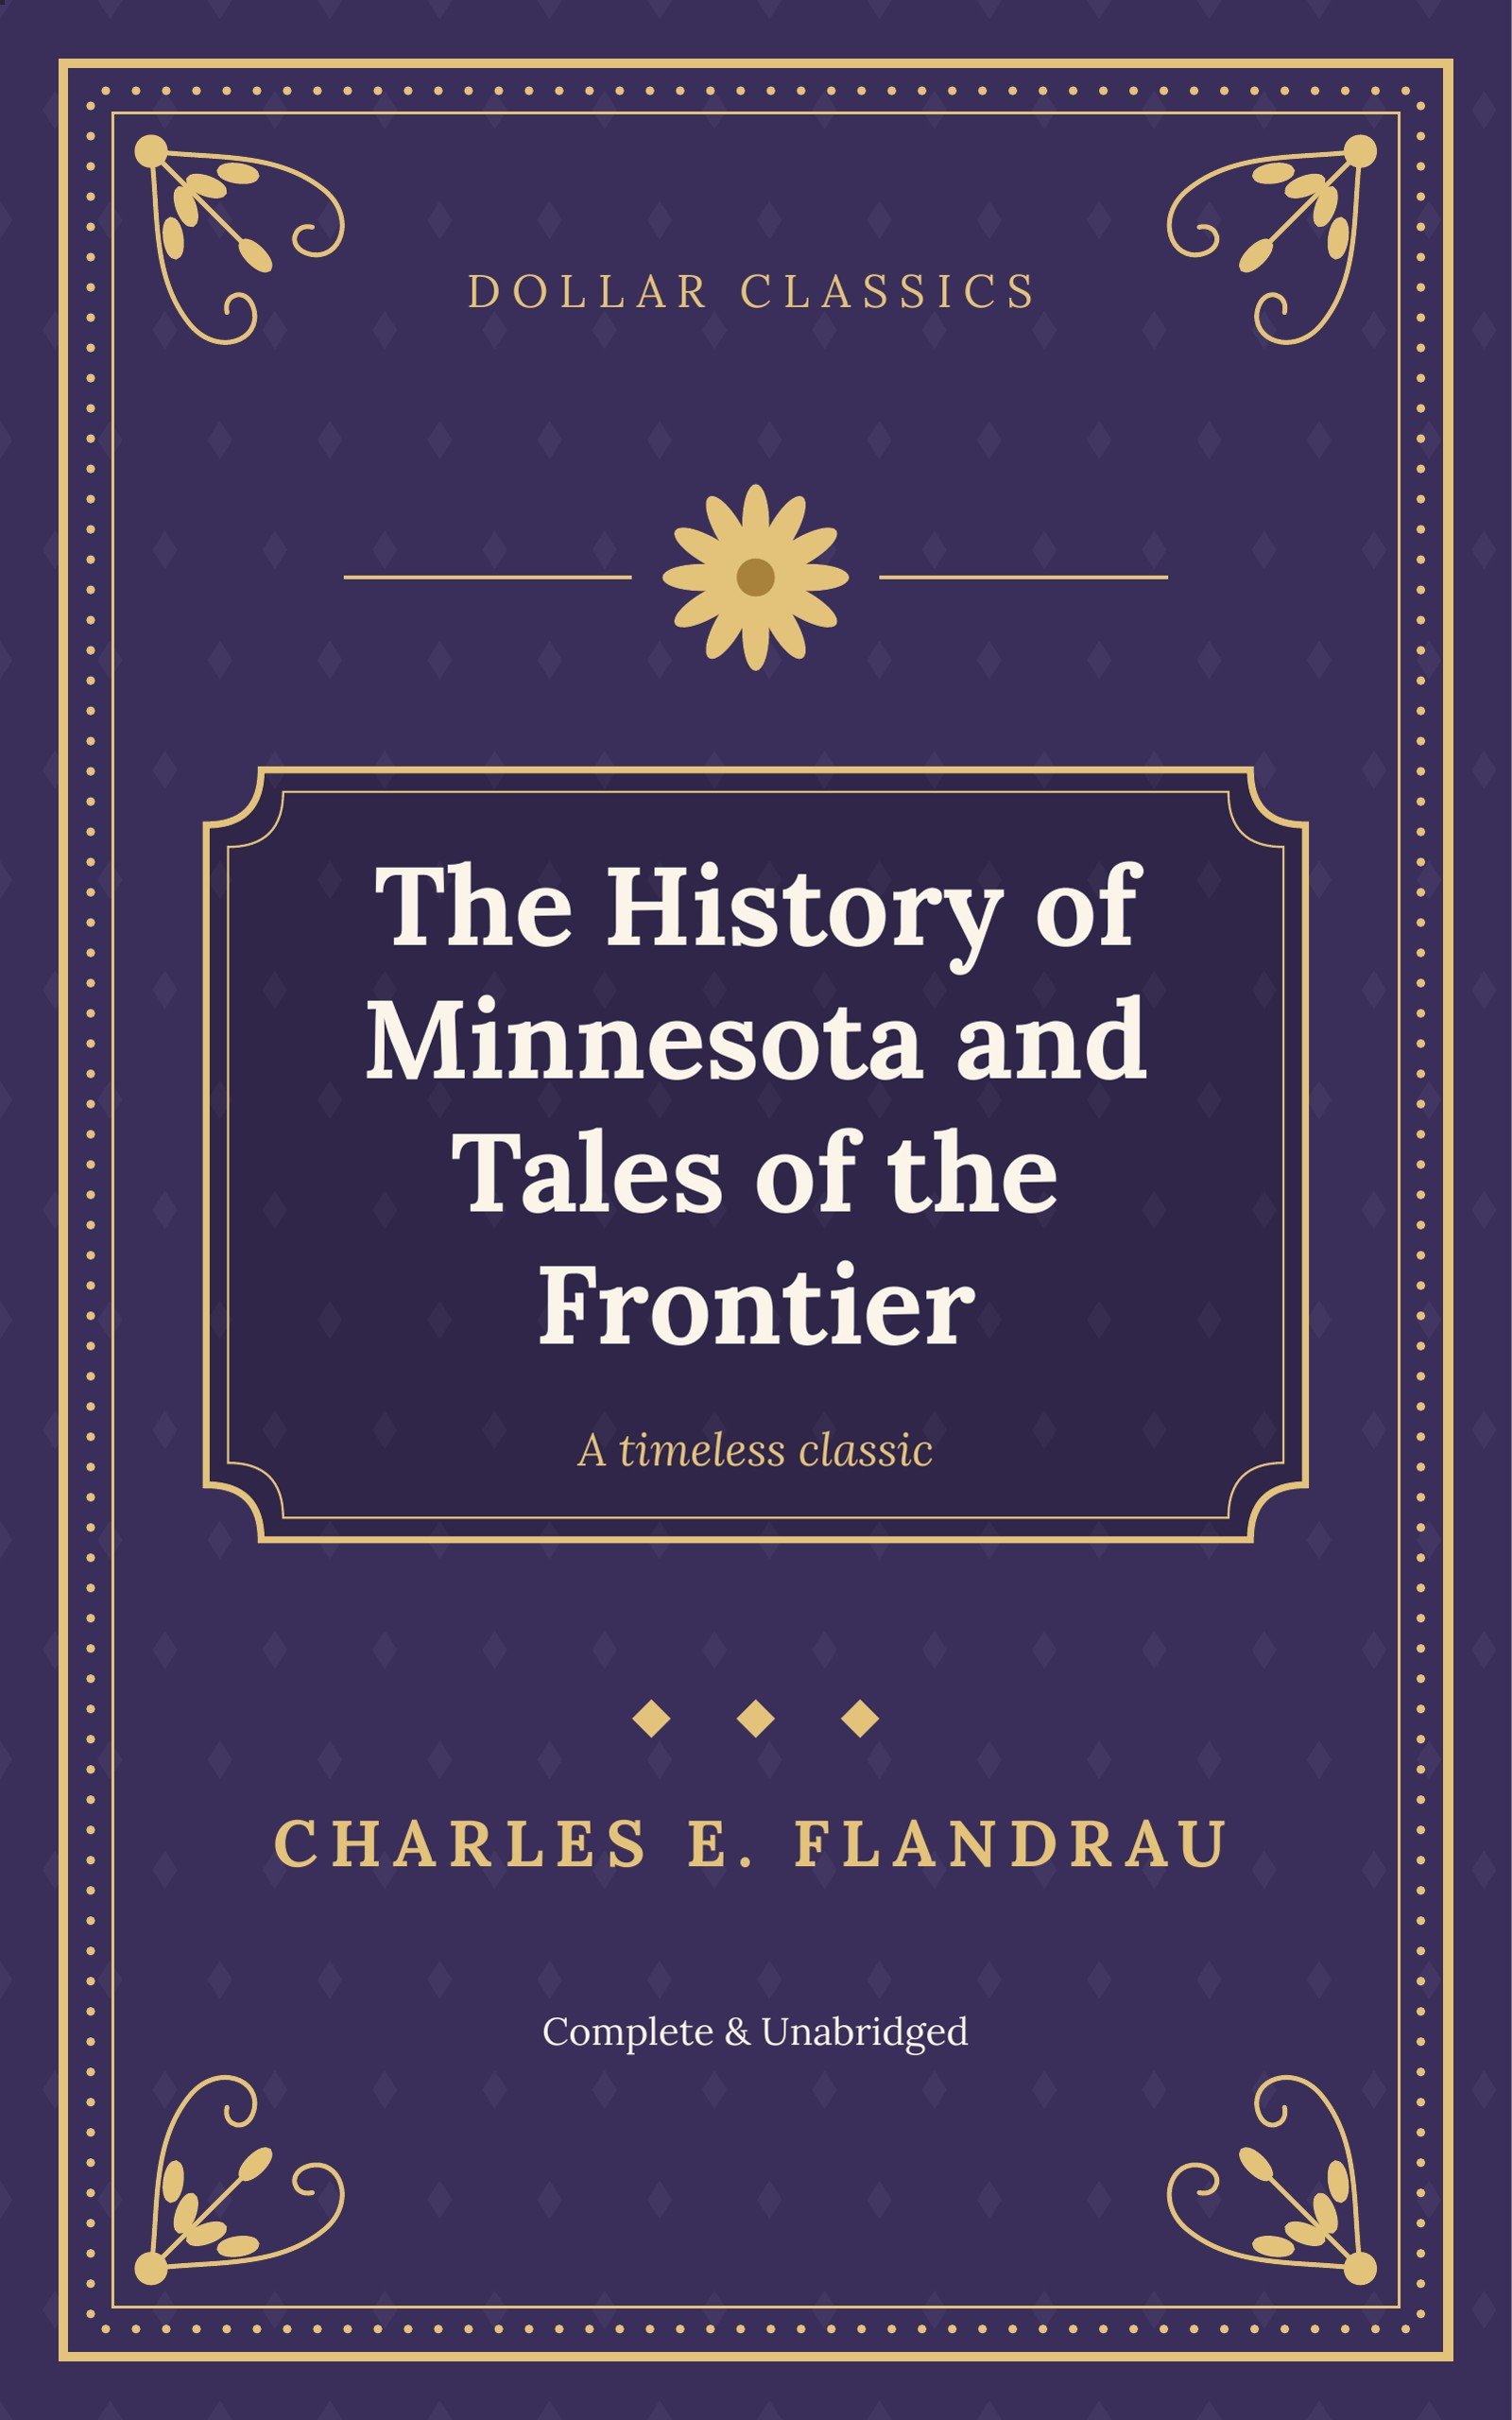 DOLLAR CLASSICS
The History of
Minnesota and
Tales of the
Frontier
A timeless classic
CHARLES E. FLANDRAU
Complete & Unabridged